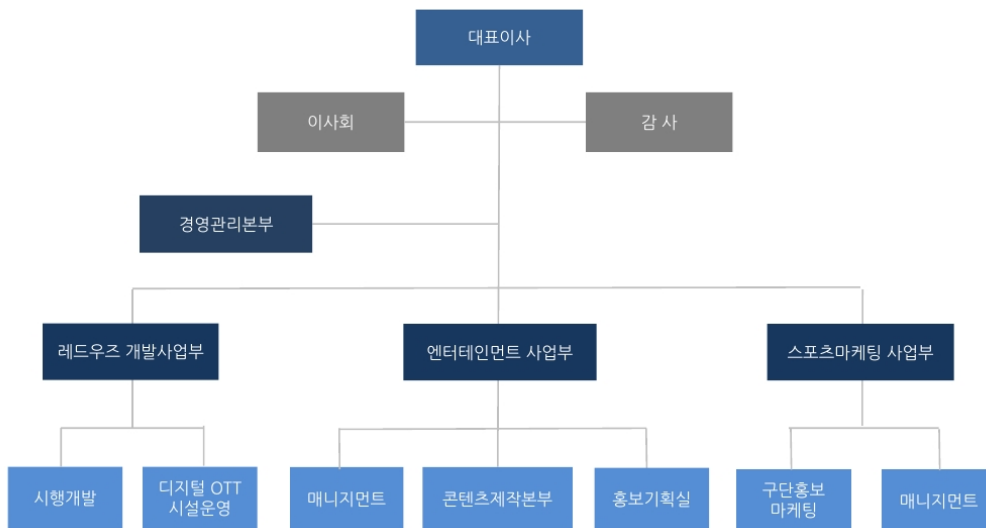 대표이사
이사회
감 사
경영관리본부
레드우즈 개발사업부
엔터테인먼트 사업부
스포츠마케팅 사업부
시행개발
디지털 OTT
시설운영
매니지먼트
콘텐츠제작본부
홍보기획실
구단홍보
마케팅
매니지먼트